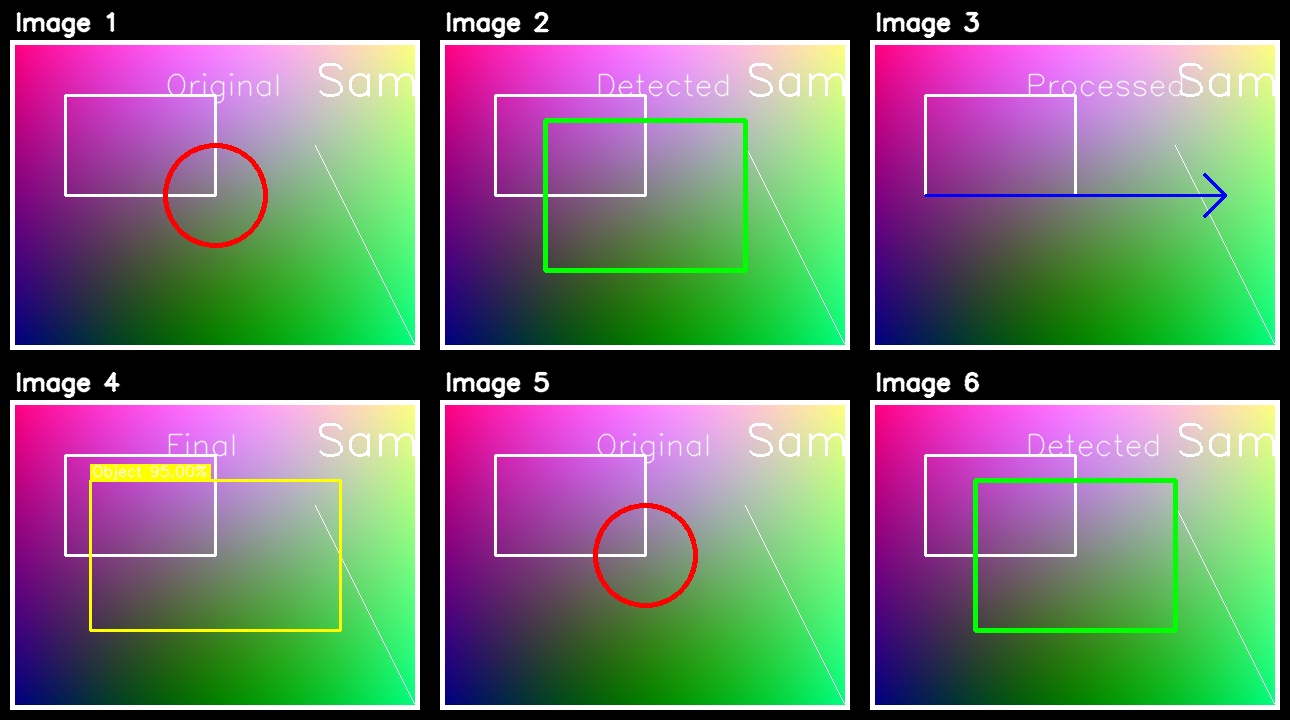 Image 1
Original Sam
Image 2
Detected Sam
Image 3
Processed Sam
Image 4
Final Sam
Object 95.00%
Image 5
Original Sam
Image 6
Detected Sam